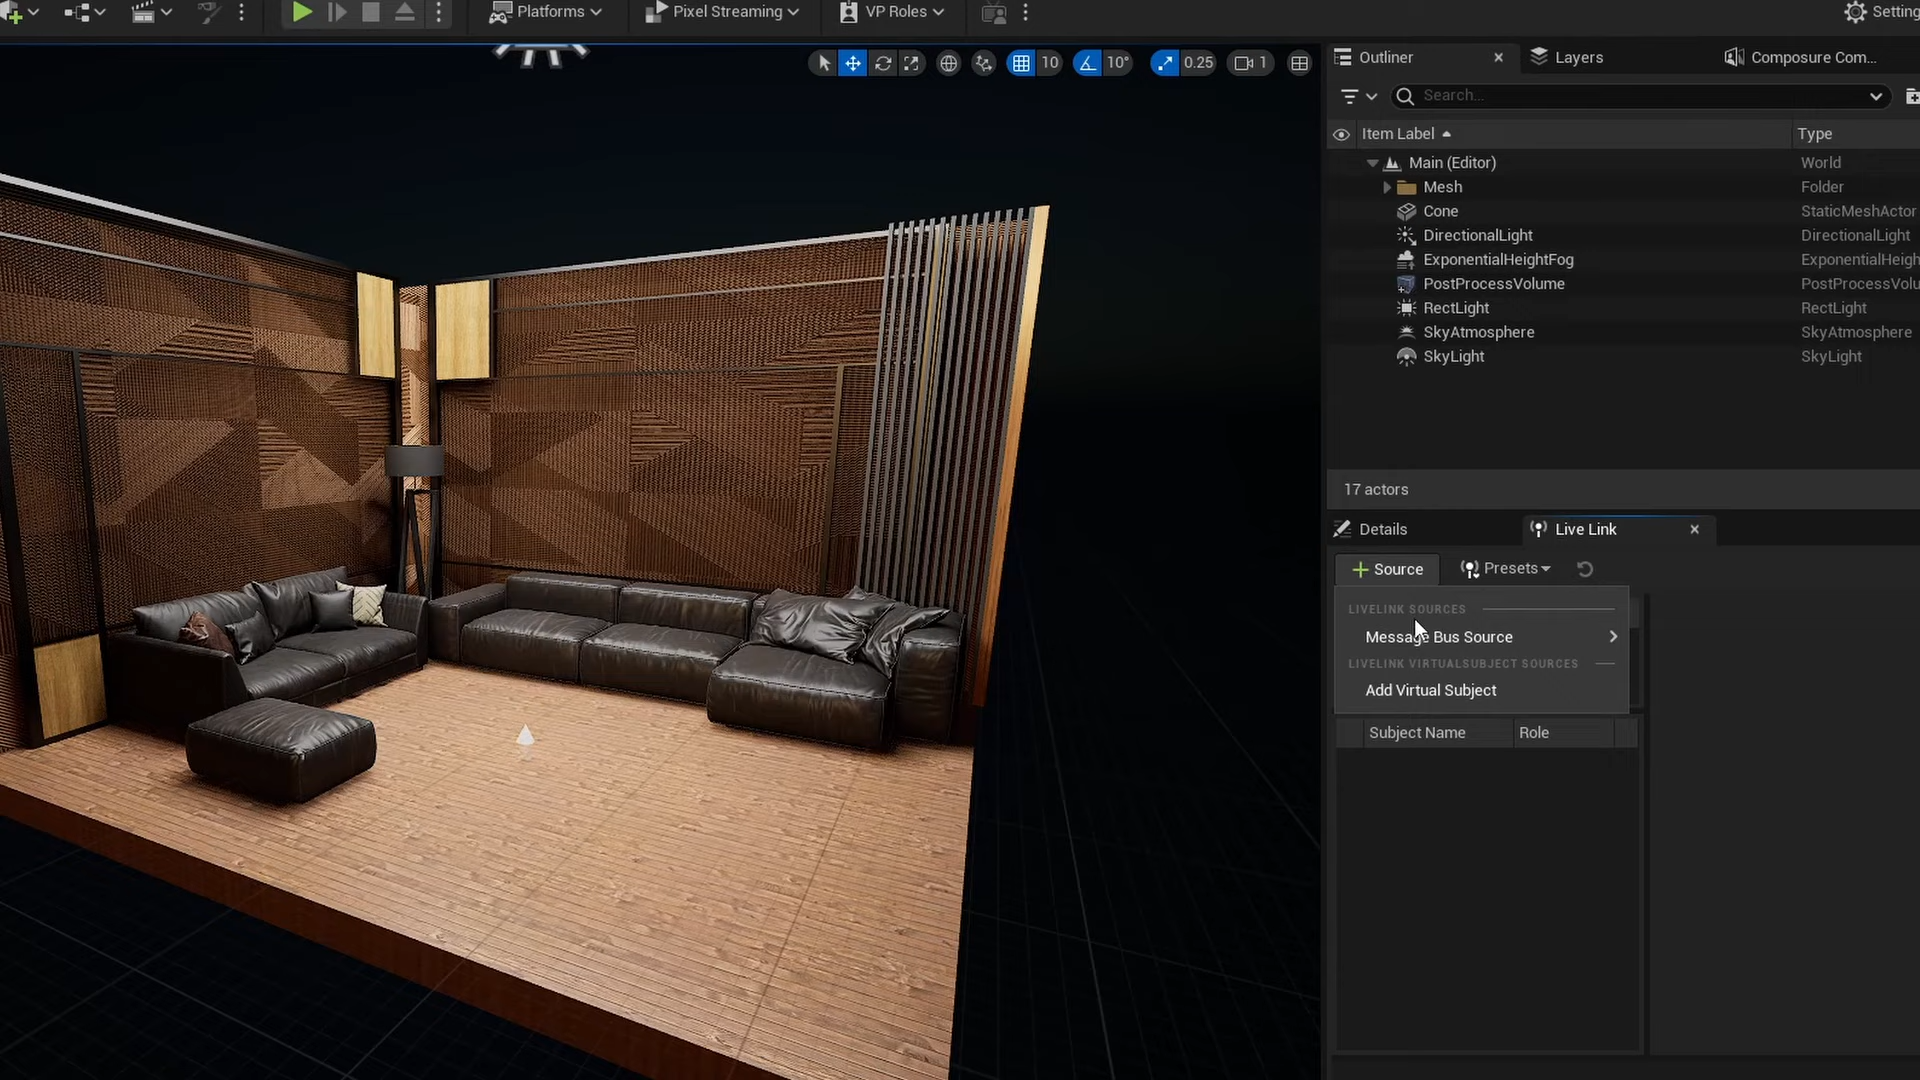 Platforms
Pixel Streaming
VP Roles
Setting
10
10°
0.25
1
Outliner
Layers
Composure Com...
Search...
Item Label
Type
Main (Editor)
World
Mesh
Folder
Cone
StaticMeshActor
DirectionalLight
DirectionalLight
ExponentialHeightFog
ExponentialHeigh
PostProcessVolume
PostProcessVolu
RectLight
RectLight
SkyAtmosphere
SkyAtmosphere
SkyLight
SkyLight
17 actors
Details
Live Link
Source
Presets
LIVELINK SOURCES
Message Bus Source
LIVELINK VIRTUALSUBJECT SOURCES
Add Virtual Subject
Subject Name
Role